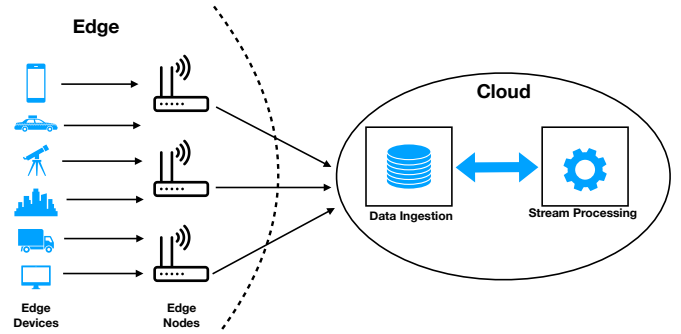 Edge
Cloud
Data Ingestion
Stream Processing
Edge
Devices
Edge
Nodes